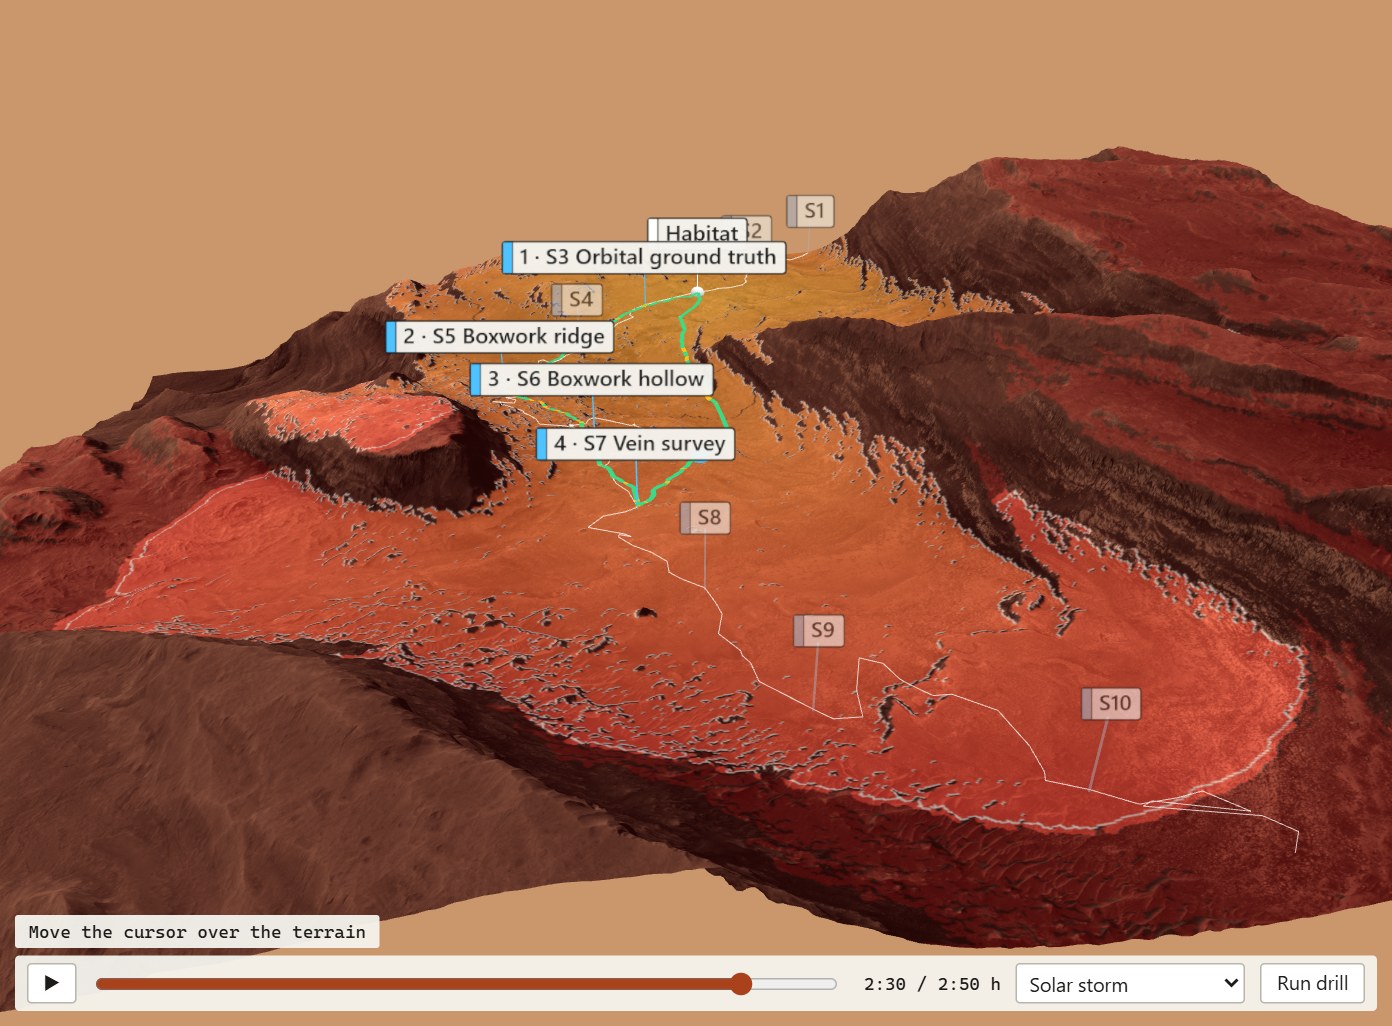 S1
Habitat
S2
1 · S3 Orbital ground truth
S4
2 · S5 Boxwork ridge
3 · S6 Boxwork hollow
4 · S7 Vein survey
S8
S9
S10
Move the cursor over the terrain
2:30 / 2:50 h
Solar storm
Run drill